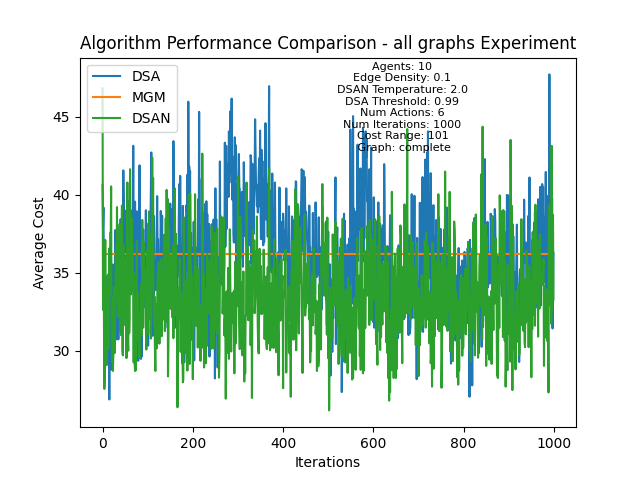 Algorithm Performance Comparison - all graphs Experiment
DSA
MGM
DSAN
Agents: 10
Edge Density: 0.1
DSAN Temperature: 2.0
DSA Threshold: 0.99
Num Actions: 6
Num Iterations: 1000
Cost Range: 101
Graph: complete
Average Cost
45
40
35
30
0 200 400 600 800 1000
Iterations